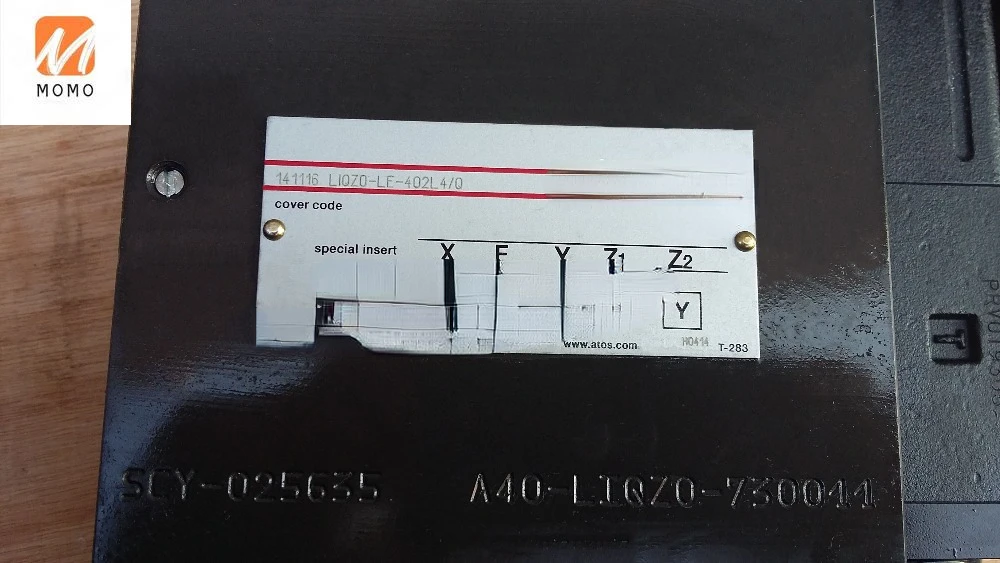 MOMO
141116 LIQZO-LE-402L4/Q
cover code
special insert X F Y Z1 Z2
Y
www.atos.com
T-283
T
SCY-025635 A40-LIQZO-730044